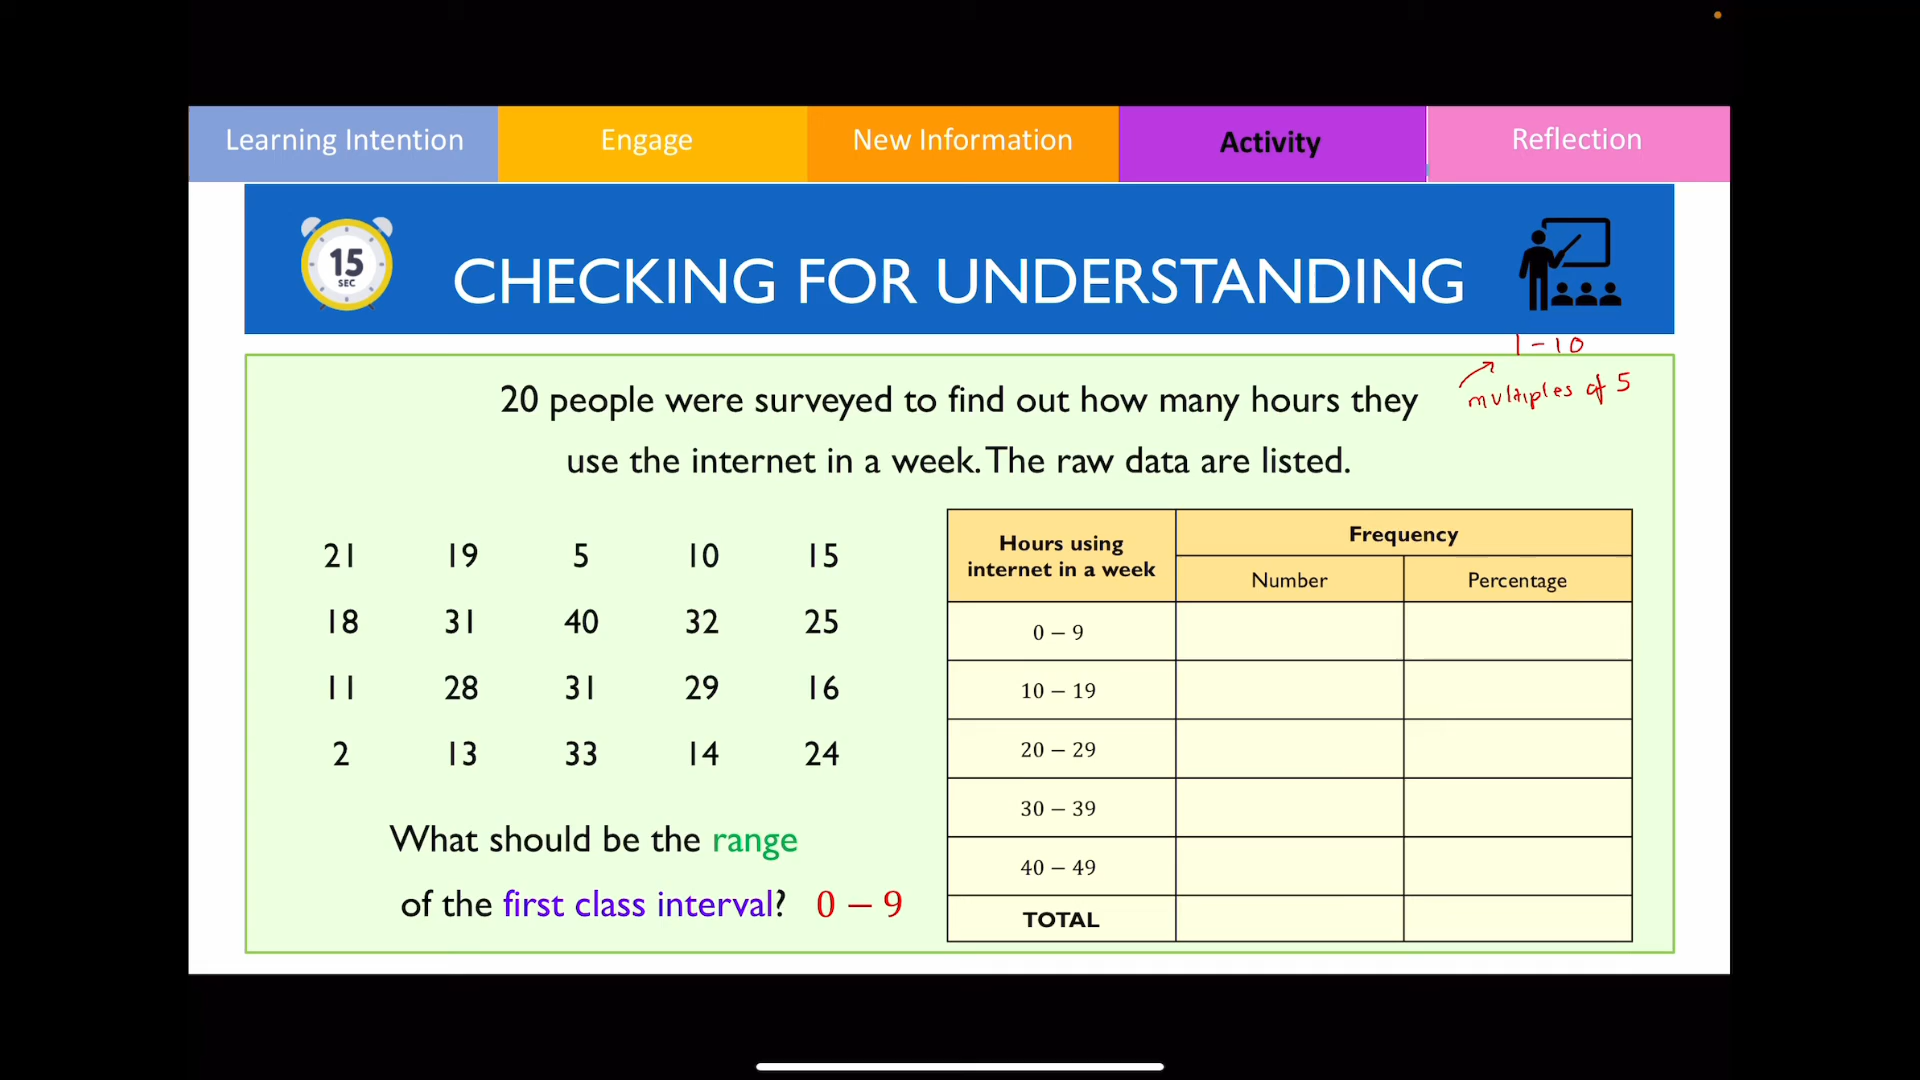 Learning Intention Engage New Information Activity Reflection
15 SEC
CHECKING FOR UNDERSTANDING
1 - 10
multiples of 5
20 people were surveyed to find out how many hours they
use the internet in a week. The raw data are listed.
21 19 5 10 15
18 31 40 32 25
11 28 31 29 16
2 13 33 14 24
What should be the range
of the first class interval? 0 – 9
Hours using
internet in a week
Frequency
Number Percentage
0 – 9
10 – 19
20 – 29
30 – 39
40 – 49
TOTAL